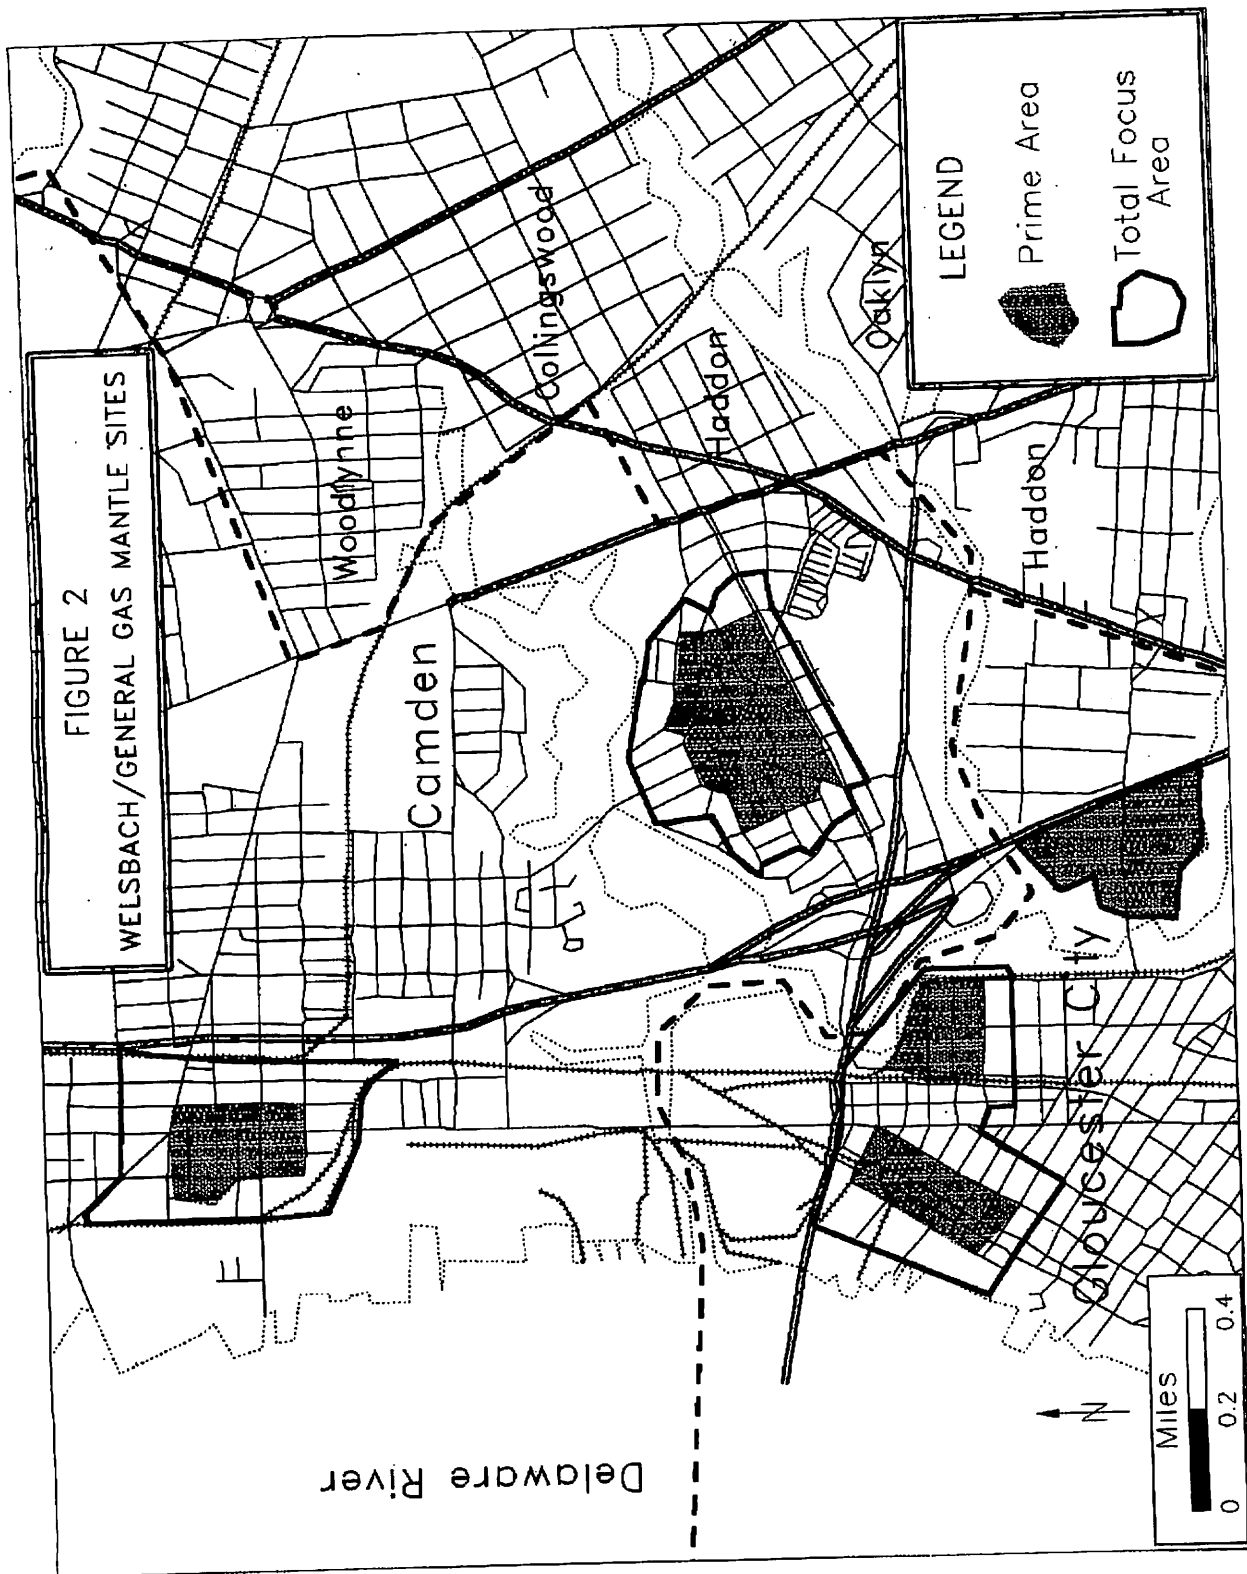 FIGURE 2
WELSBACH/GENERAL GAS MANTLE SITES
Woodlynne
Collingswood
Camden
Haddon
Oaklyn
Haddon
Gloucester City
Delaware River
LEGEND
Prime Area
Total Focus
Area
N
Miles
0 0.2 0.4